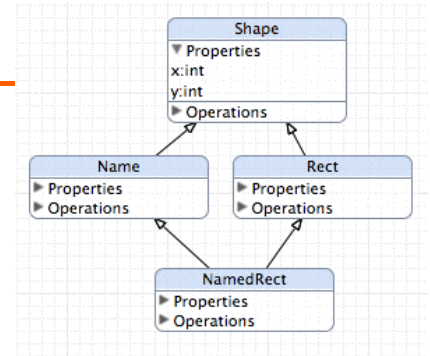 Shape
Properties
x:int
y:int
Operations
Name
Properties
Operations
Rect
Properties
Operations
NamedRect
Properties
Operations